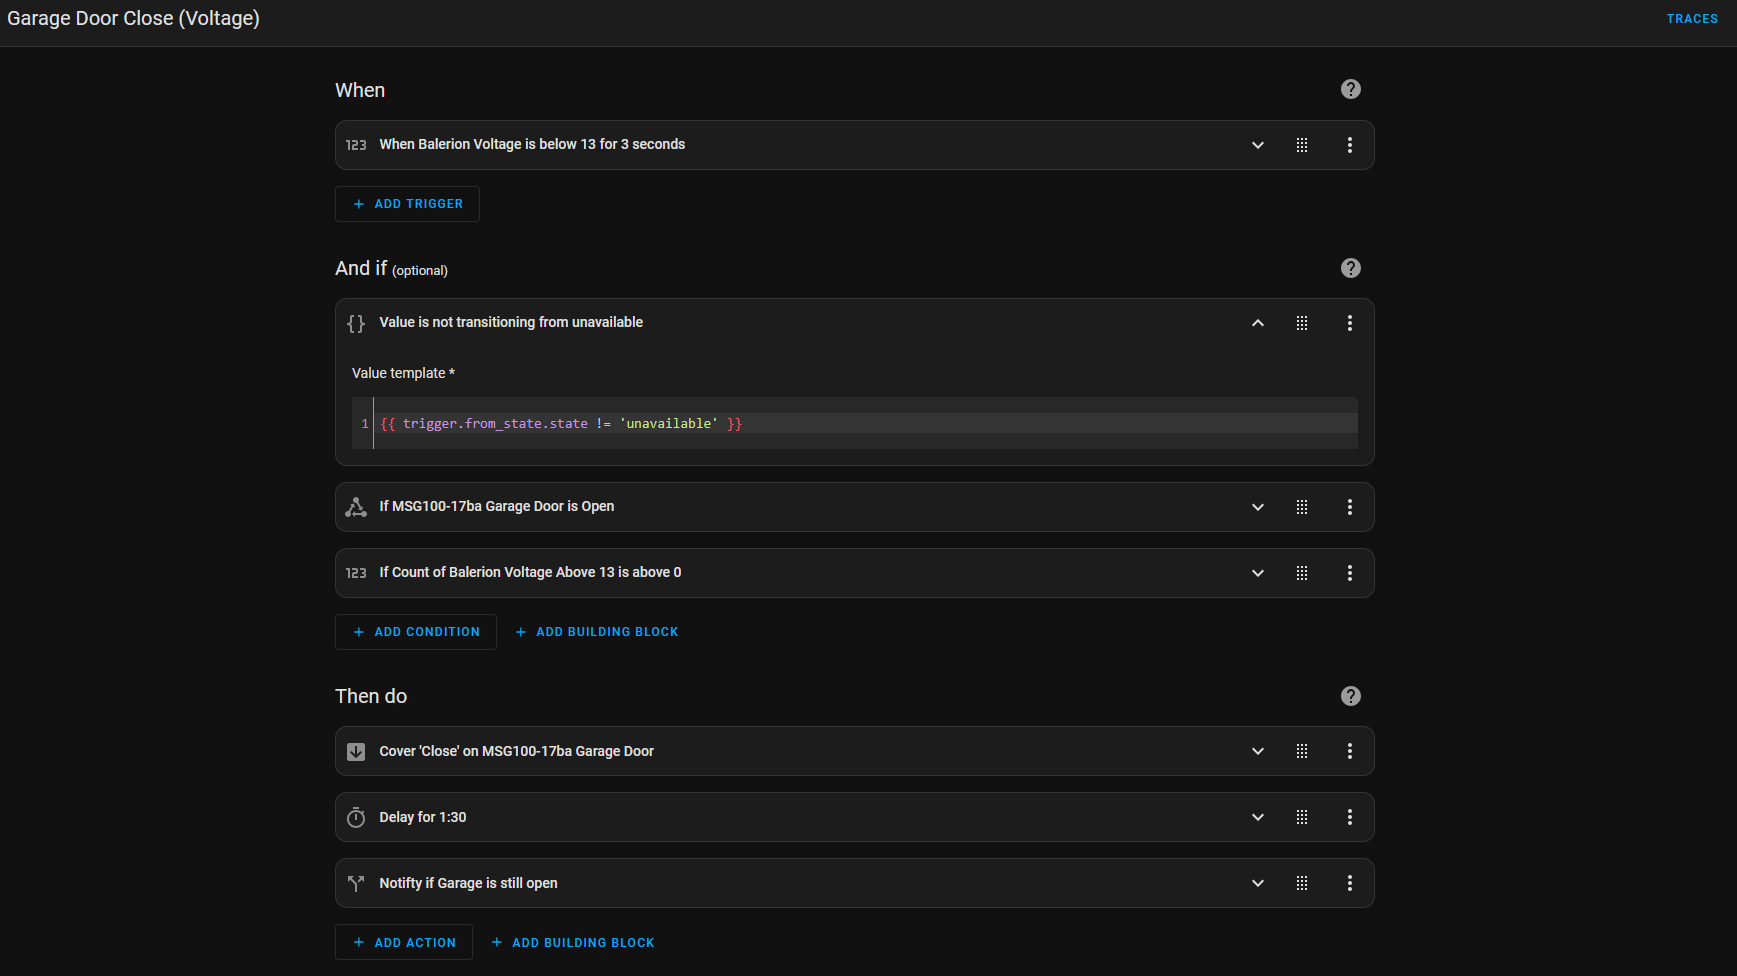 Garage Door Close (Voltage)
TRACES
When
When Balerion Voltage is below 13 for 3 seconds
ADD TRIGGER
And if (optional)
Value is not transitioning from unavailable
Value template *
1 {{ trigger.from_state.state != 'unavailable' }}
If MSG100-17ba Garage Door is Open
If Count of Balerion Voltage Above 13 is above 0
ADD CONDITION
ADD BUILDING BLOCK
Then do
Cover 'Close' on MSG100-17ba Garage Door
Delay for 1:30
Notifty if Garage is still open
ADD ACTION
ADD BUILDING BLOCK